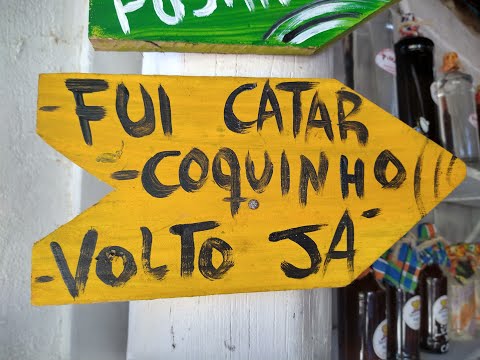 FUI CATAR
COQUINHO
VOLTO JÁ